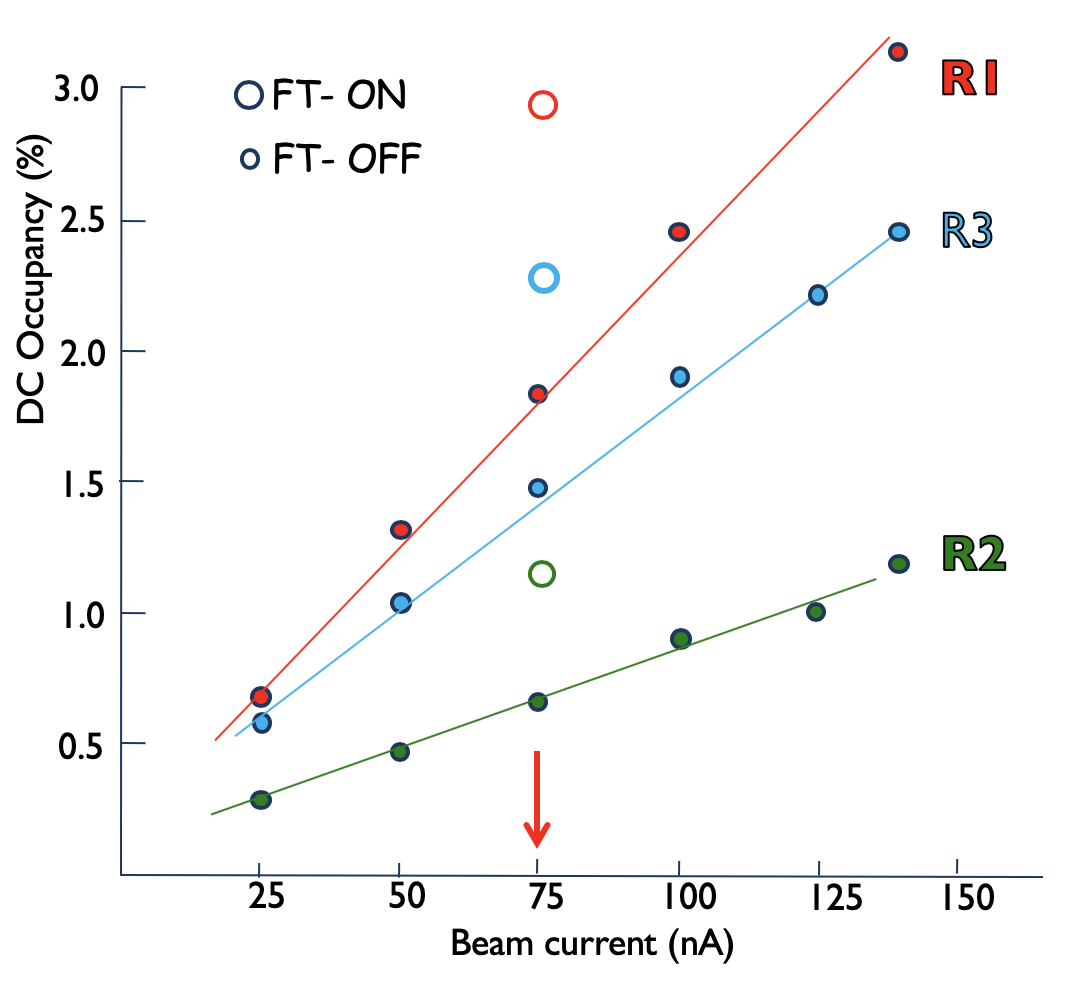 FT- ON
FT- OFF
R1
R3
R2
DC Occupancy (%)
3.0
2.5
2.0
1.5
1.0
0.5
25 50 75 100 125 150
Beam current (nA)